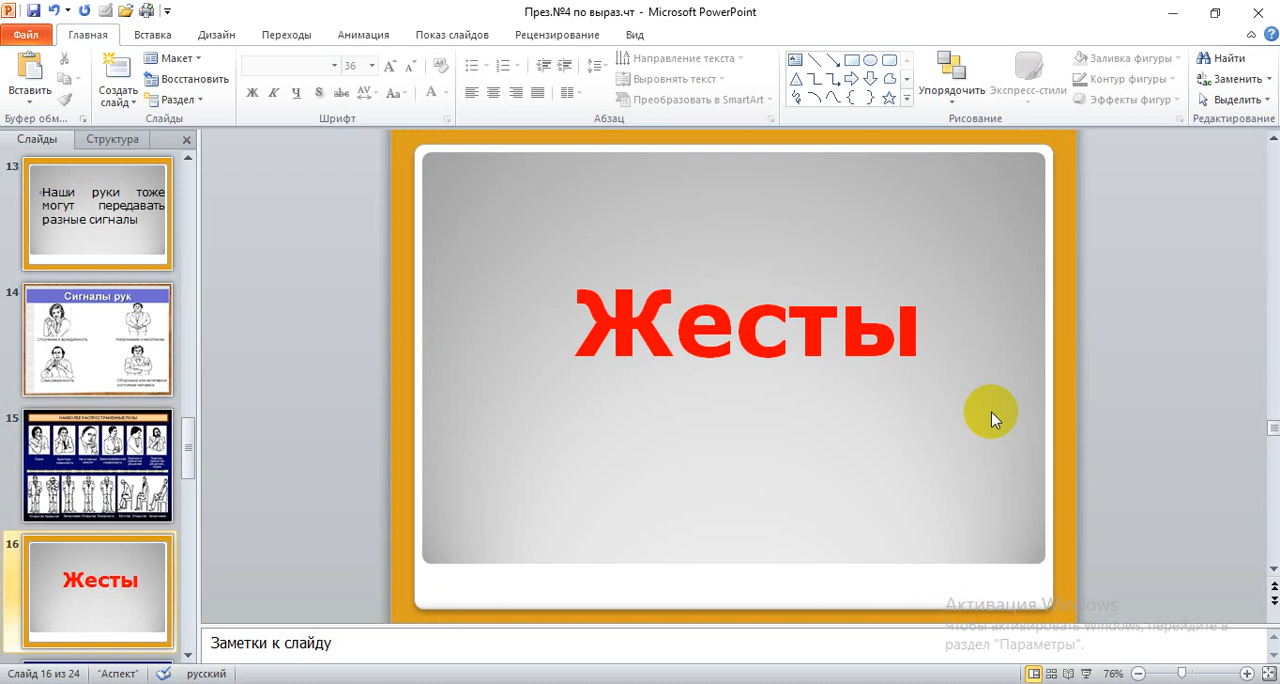 През.№4 по выраз.чт - Microsoft PowerPoint
Файл Главная Вставка Дизайн Переходы Анимация Показ слайдов Рецензирование Вид
Вставить
Буфер обм...
Создать слайд
Макет
Восстановить
Раздел
Слайды
36
Ж К Ч S abc AV Aa А
Шрифт
Направление текста
Выровнять текст
Преобразовать в SmartArt
Абзац
Упорядочить
Экспресс-стили
Заливка фигуры
Контур фигуры
Эффекты фигур
Рисование
Найти
Заменить
Выделить
Редактирование
Слайды Структура
13
Наши руки тоже
могут передавать
разные сигналы
14
Сигналы рук
15
НАИБОЛЕЕ РАСПРОСТРАНЕННЫЕ ПОЗЫ
16
Жесты
Жесты
Активация Windows
Чтобы активировать Windows, перейдите в
раздел "Параметры".
Заметки к слайду
Слайд 16 из 24 "Аспект" русский 76%